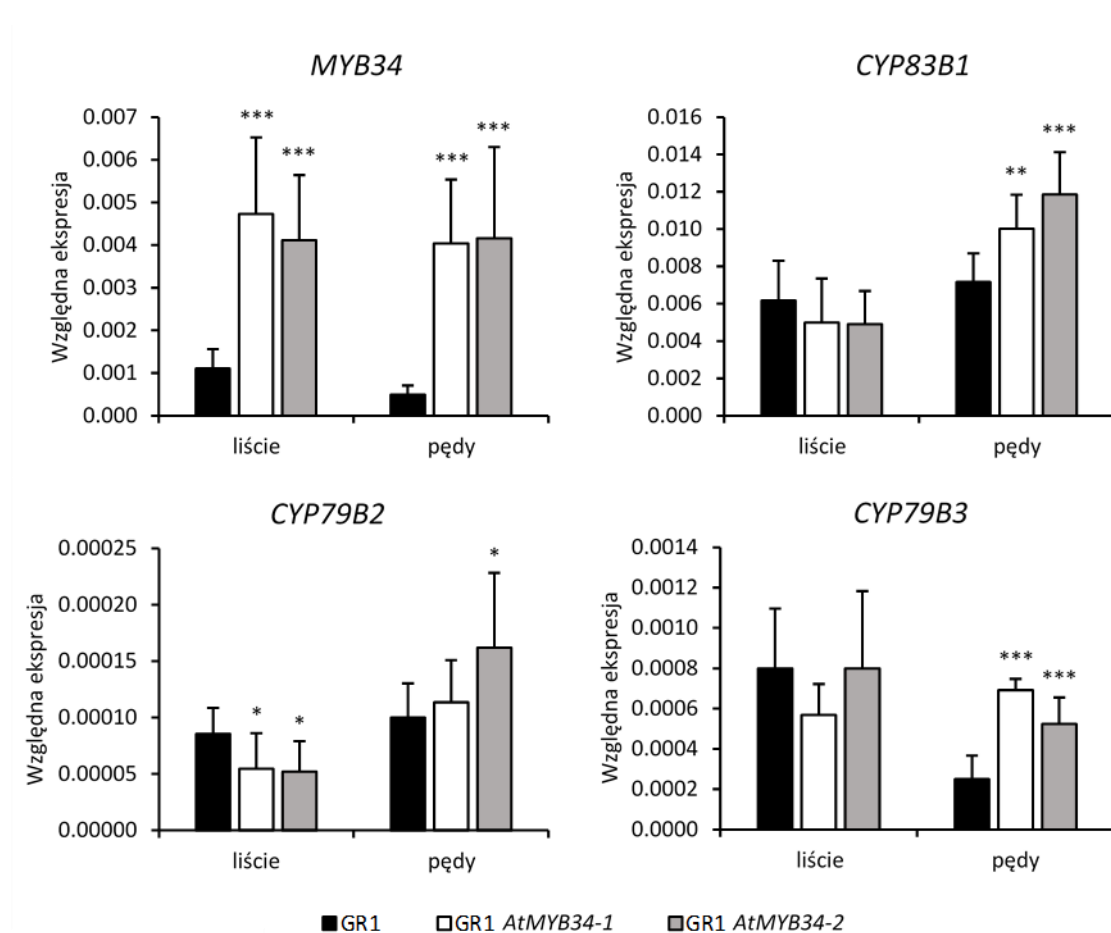 MYB34
CYP83B1
Względna ekspresja
0.007
0.006
0.005
0.004
0.003
0.002
0.001
0.000
***
***
***
***
liście
pędy
Względna ekspresja
0.016
0.014
0.012
0.010
0.008
0.006
0.004
0.002
0.000
**
***
liście
pędy
CYP79B2
CYP79B3
Względna ekspresja
0.00025
0.00020
0.00015
0.00010
0.00005
0.00000
*
*
*
liście
pędy
Względna ekspresja
0.0014
0.0012
0.0010
0.0008
0.0006
0.0004
0.0002
0.0000
***
***
liście
pędy
GR1 GR1 AtMYB34-1 GR1 AtMYB34-2